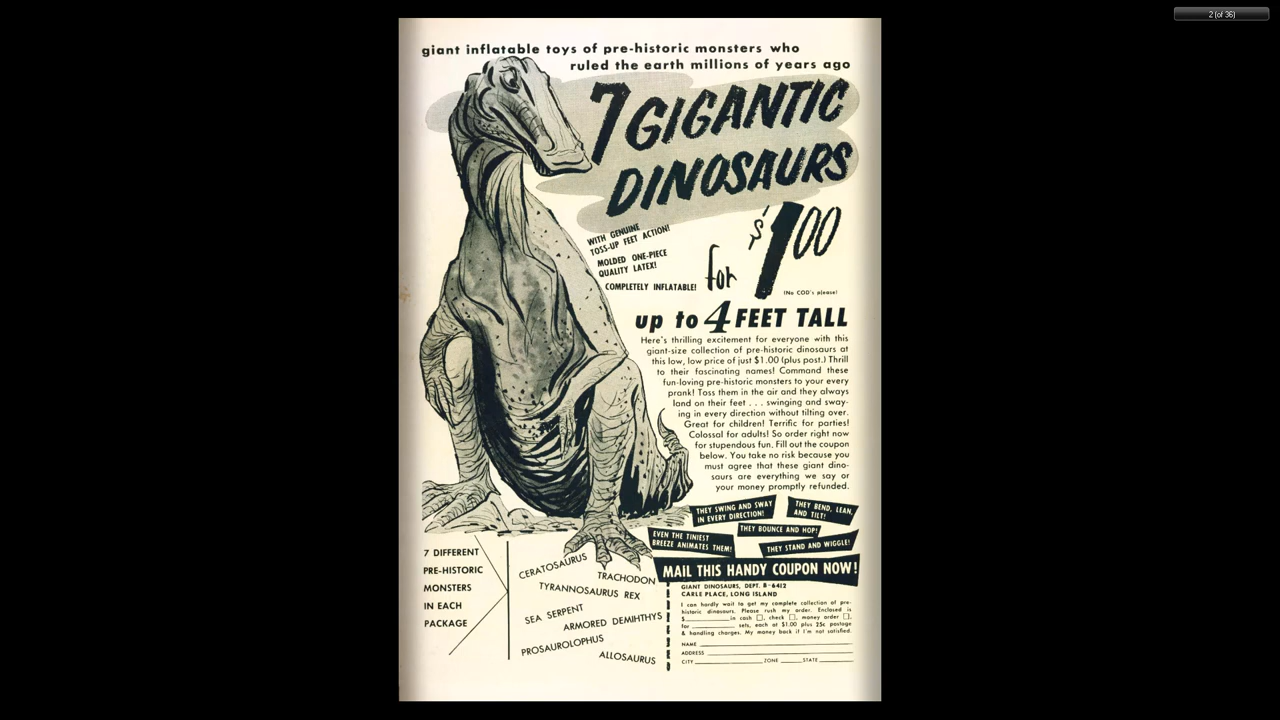 2 (of 36)
giant inflatable toys of pre-historic monsters who
ruled the earth millions of years ago
7 GIGANTIC
DINOSAURS
WITH GENUINE
TOSS-UP FEET ACTION!
MOLDED ONE-PIECE
QUALITY LATEX!
COMPLETELY INFLATABLE!
for $1.00
(No COD's please)
up to 4 FEET TALL
Here's thrilling excitement for everyone with this
giant-size collection of pre-historic dinosaurs at
this low, low price of just $1.00 (plus post.) Thrill
to their fascinating names! Command these
fun-loving pre-historic monsters to your every
prank! Toss them in the air and they always
land on their feet . . . swinging and sway-
ing in every direction without tilting over.
Great for children! Terrific for parties!
Colossal for adults! So order right now
for stupendous fun. Fill out the coupon
below. You take no risk because you
must agree that these giant dino-
saurs are everything we say or
your money promptly refunded.
THEY SWING AND SWAY
IN EVERY DIRECTION!
THEY BEND, LEAN,
AND TILT!
THEY BOUNCE AND HOP!
EVEN THE TINIEST
BREEZE ANIMATES THEM!
THEY STAND AND WIGGLE!
MAIL THIS HANDY COUPON NOW!
7 DIFFERENT
PRE-HISTORIC
MONSTERS
IN EACH
PACKAGE
CERATOSAURUS
TRACHODON
TYRANNOSAURUS REX
SEA SERPENT
ARMORED DEMIHTHYS
PROSAUROLOPHUS
ALLOSAURUS
GIANT DINOSAURS, DEPT. B-6412
CARLE PLACE, LONG ISLAND
I can hardly wait to get my complete collection of pre-
historic dinosaurs. Please rush my order. Enclosed is
$ in cash □, check □, money order □,
for sets, each at $1.00 plus 25c postage
& handling charges. My money back if I'm not satisfied.
NAME
ADDRESS
CITY ZONE STATE